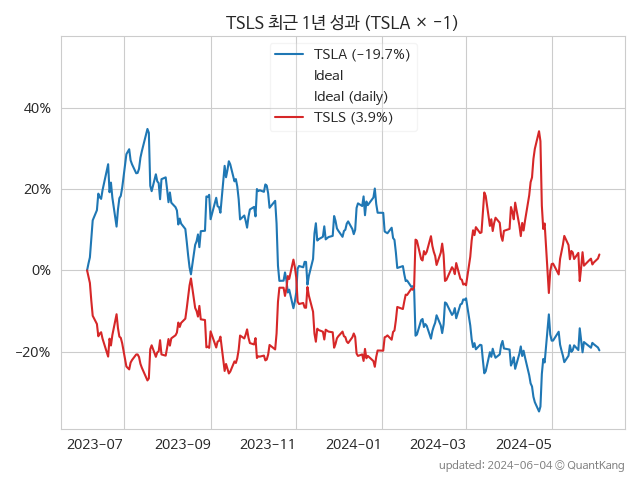 TSLS 최근 1년 성과 (TSLA × −1)
TSLA (−19.7%)
Ideal
Ideal (daily)
TSLS (3.9%)
40%
20%
0%
−20%
2023−07
2023−09
2023−11
2024−01
2024−03
2024−05
updated: 2024−06−04 © QuantKang